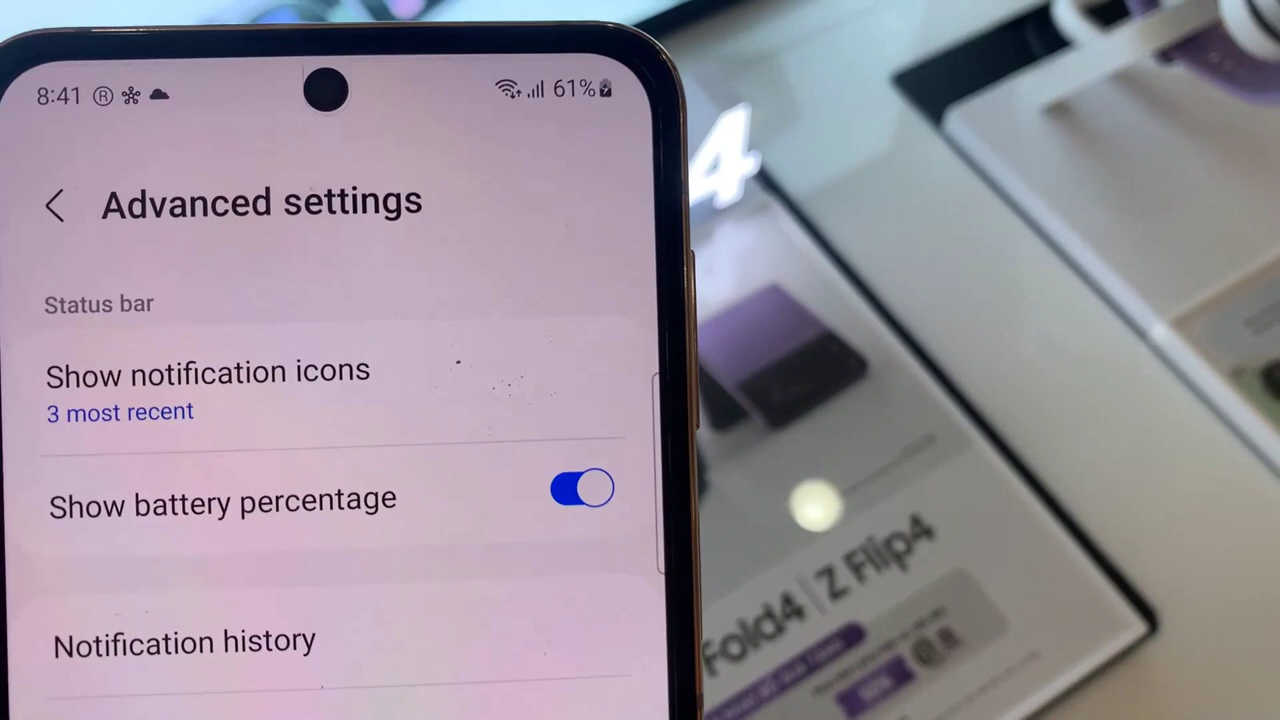 8:41 Ⓡ 61%
Advanced settings
Status bar
Show notification icons
3 most recent
Show battery percentage
Notification history
4
Fold4 | Z Flip4